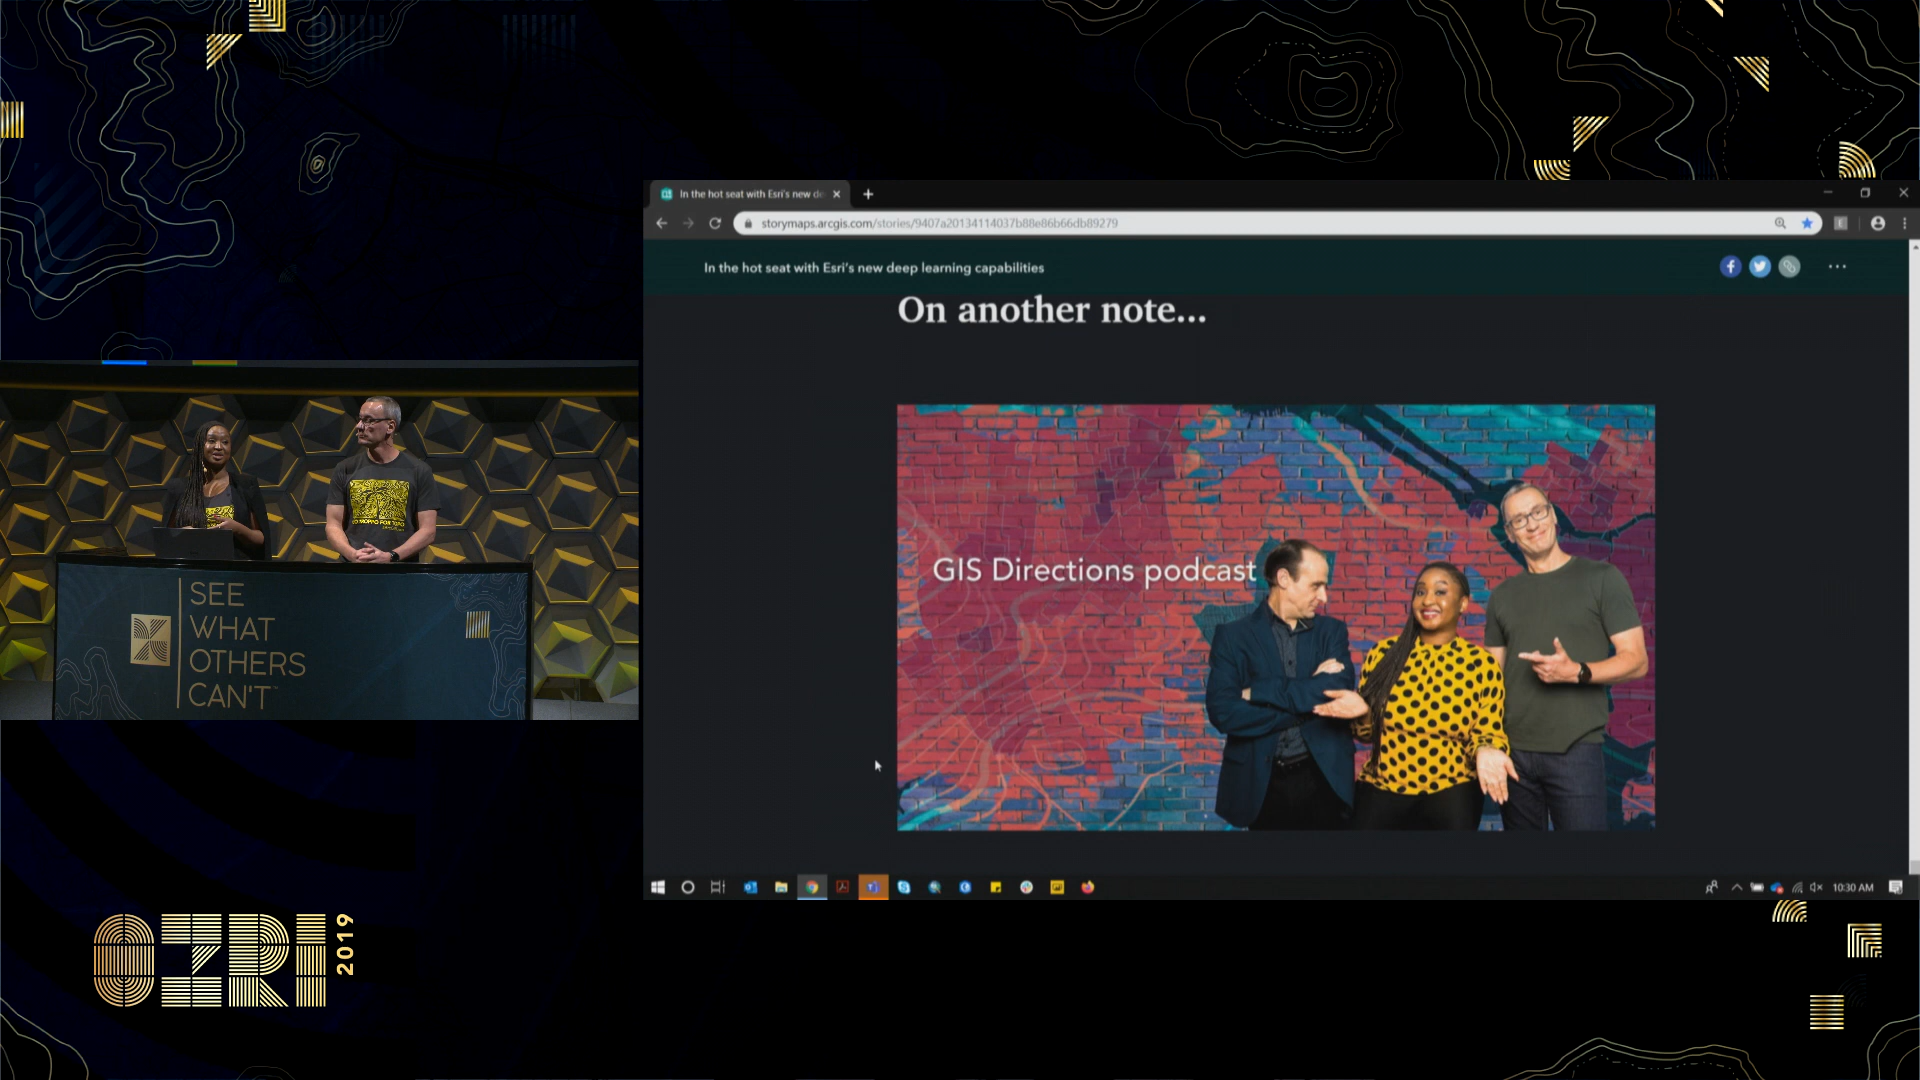 In the hot seat with Esri's new de
storymaps.arcgis.com/stories/9407a20134114037b88e86b66db89279
In the hot seat with Esri's new deep learning capabilities
On another note...
GIS Directions podcast
SEE
WHAT
OTHERS
CAN'T
10:30 AM
OZRI 2019